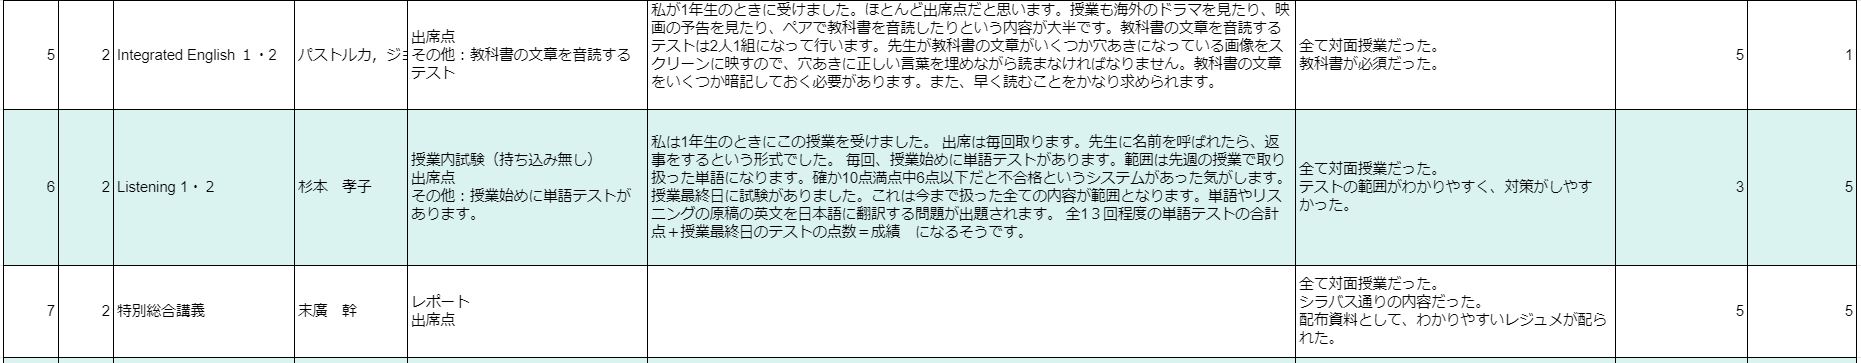 5
2
Integrated English １・2
パストルカ, ジョ
出席点
その他：教科書の文章を音読する
テスト
私が1年生のときに受けました。ほとんど出席点だと思います。授業も海外のドラマを見たり、映
画の予告を見たり、ペアで教科書を音読したりという内容が大半です。教科書の文章を音読する
テストは2人1組になって行います。先生が教科書の文章がいくつか穴あきになっている画像をス
クリーンに映すので、穴あきに正しい言葉を埋めながら読まなければなりません。教科書の文章
をいくつか暗記しておく必要があります。また、早く読むことをかなり求められます。
全て対面授業だった。
教科書が必須だった。
5
1
6
2
Listening 1・２
杉本　孝子
授業内試験（持ち込み無し）
出席点
その他：授業始めに単語テストが
あります。
私は1年生のときにこの授業を受けました。 出席は毎回取ります。先生に名前を呼ばれたら、返
事をするという形式でした。 毎回、授業始めに単語テストがあります。範囲は先週の授業で取り
扱った単語になります。確か10点満点中6点以下だと不合格というシステムがあった気がします。
授業最終日に試験がありました。これは今まで扱った全ての内容が範囲となります。単語やリス
ニングの原稿の英文を日本語に翻訳する問題が出題されます。 全1３回程度の単語テストの合計
点＋授業最終日のテストの点数＝成績　になるそうです。
全て対面授業だった。
テストの範囲がわかりやすく、対策がしやす
かった。
3
5
7
2
特別総合講義
末廣　幹
レポート
出席点
全て対面授業だった。
シラバス通りの内容だった。
配布資料として、わかりやすいレジュメが配ら
れた。
5
5